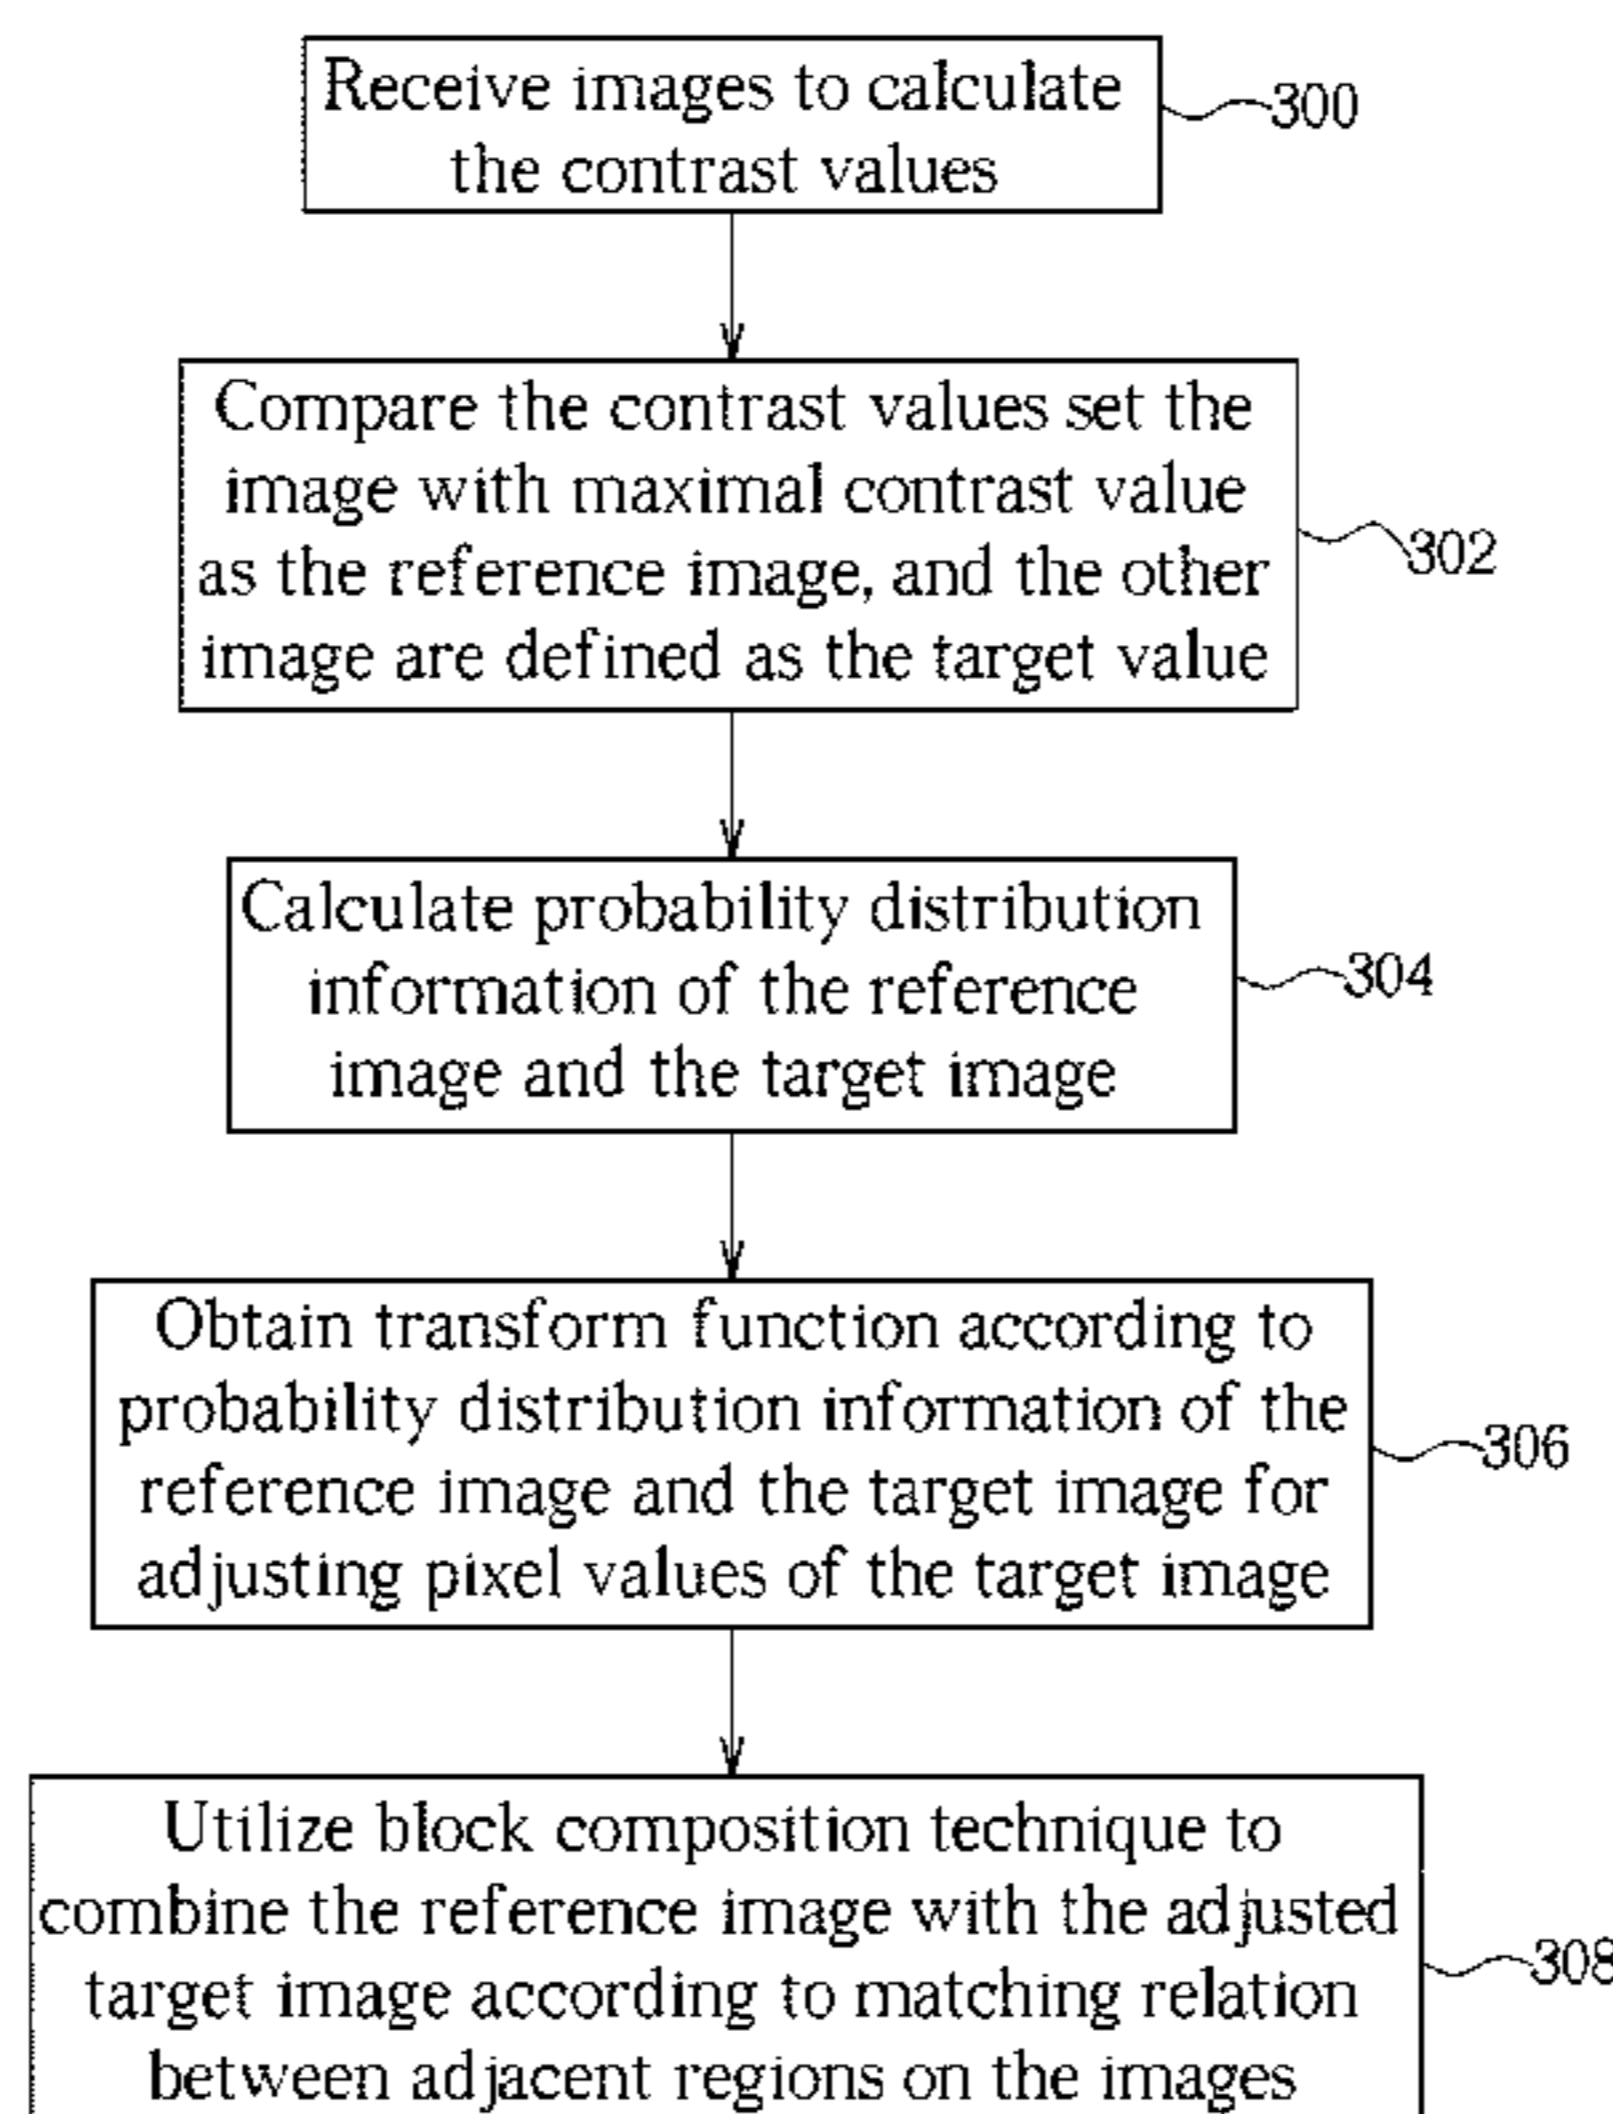 Receive images to calculate
the contrast values
300
Compare the contrast values set the
image with maximal contrast value
as the reference image, and the other
image are defined as the target value
302
Calculate probability distribution
information of the reference
image and the target image
304
Obtain transform function according to
probability distribution information of the
reference image and the target image for
adjusting pixel values of the target image
306
Utilize block composition technique to
combine the reference image with the adjusted
target image according to matching relation
between adjacent regions on the images
308